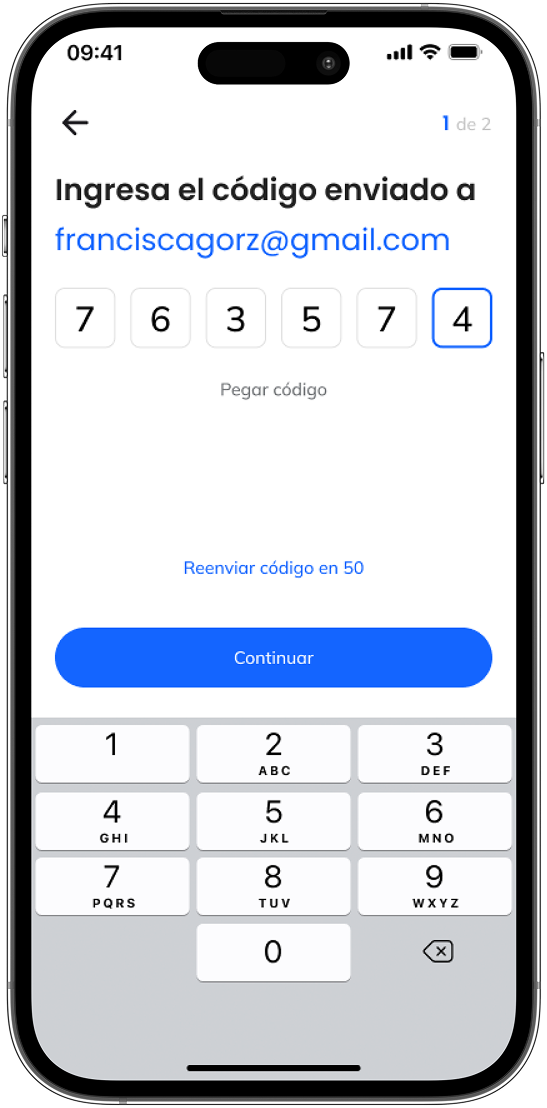 09:41
1 de 2
Ingresa el código enviado a
franciscagorz@gmail.com
7 6 3 5 7 4
Pegar código
Reenviar código en 50
Continuar
1 2 3
ABC DEF
4 5 6
GHI JKL MNO
7 8 9
PQRS TUV WXYZ
0